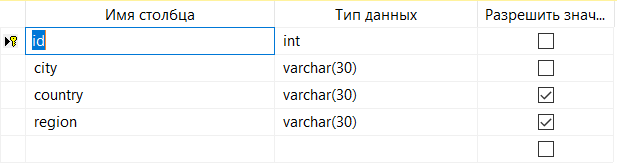 Имя столбца Тип данных Разрешить знач...
id int
city varchar(30)
country varchar(30)
region varchar(30)